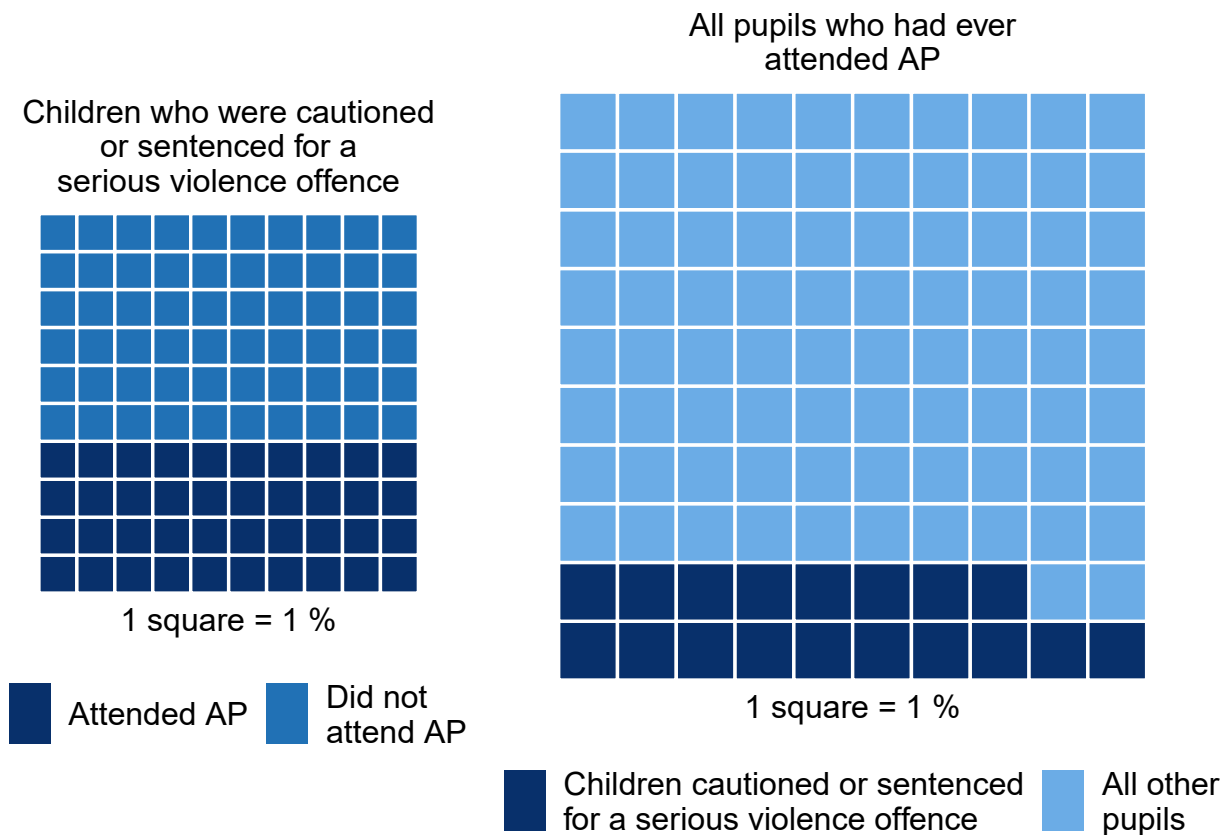 Children who were cautioned
or sentenced for a
serious violence offence
1 square = 1 %
Attended AP
Did not
attend AP
All pupils who had ever
attended AP
1 square = 1 %
Children cautioned or sentenced
for a serious violence offence
All other
pupils